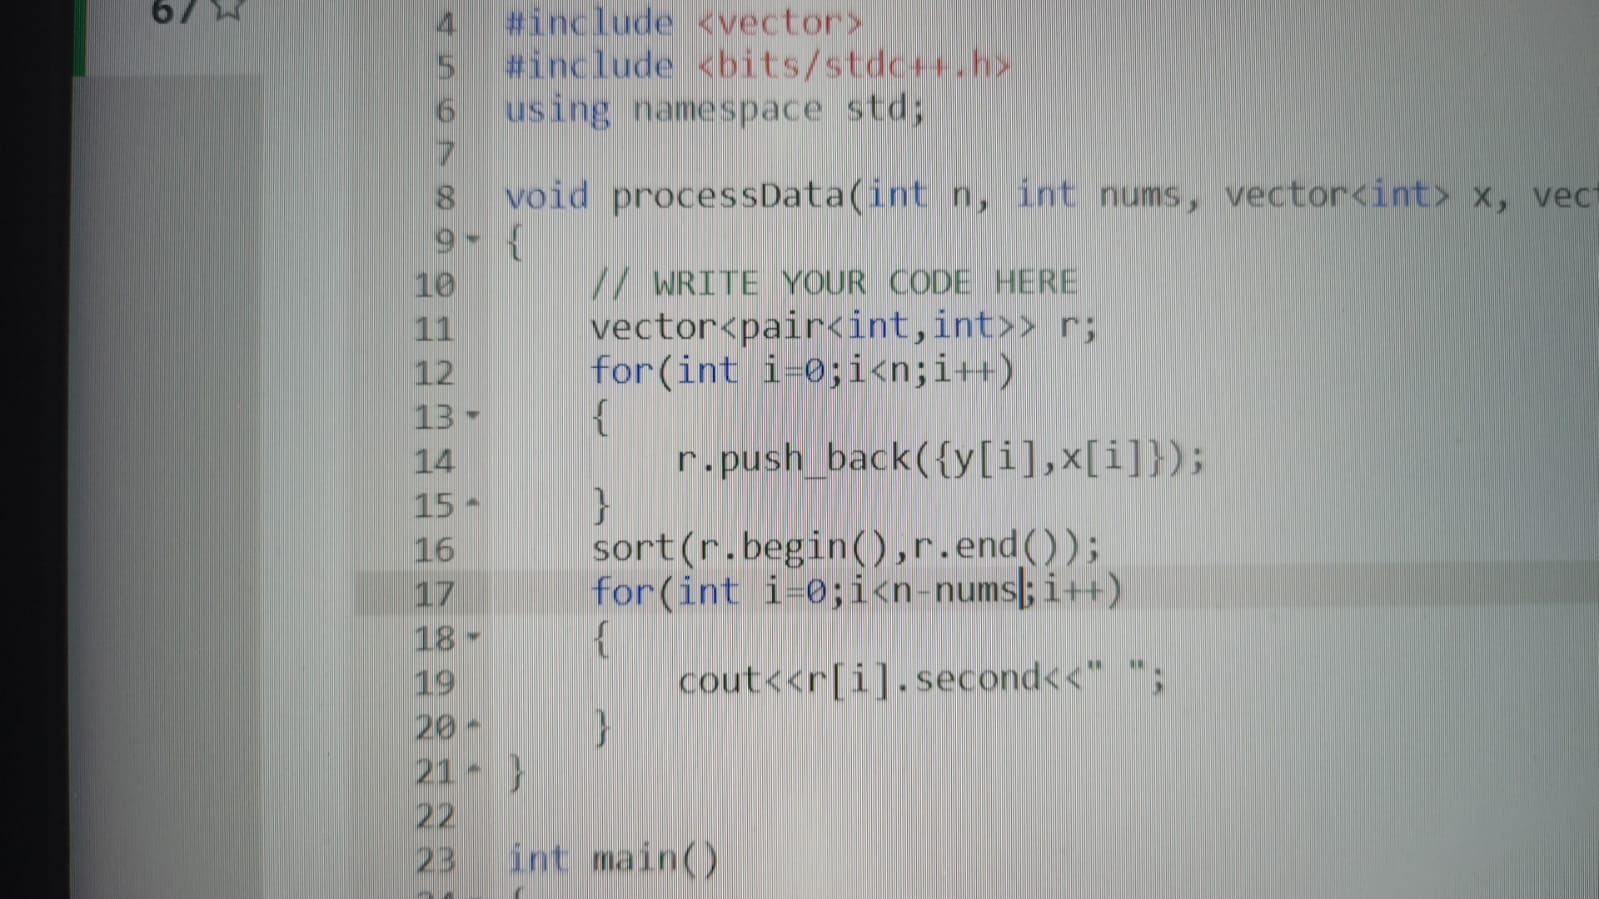 67
4 #include <vector>
5 #include <bits/stdc++.h>
6 using namespace std;
7
8 void processData(int n, int nums, vector<int> x, vect
9 {
10 // WRITE YOUR CODE HERE
11 vector<pair<int,int>> r;
12 for(int i=0;i<n;i++)
13 {
14 r.push_back({y[i],x[i]});
15 }
16 sort(r.begin(),r.end());
17 for(int i=0;i<n-nums;i++)
18 {
19 cout<<r[i].second<<" ";
20 }
21 }
22
23 int main()
24 {